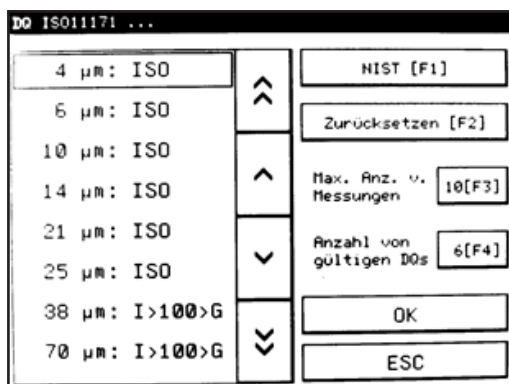 DQ ISO11171 ...
4 µm: ISO
6 µm: ISO
10 µm: ISO
14 µm: ISO
21 µm: ISO
25 µm: ISO
38 µm: I>100>G
70 µm: I>100>G
NIST [F1]
Zurücksetzen [F2]
Max. Anz. v.
Messungen
10[F3]
Anzahl von
gültigen DQs
6[F4]
OK
ESC